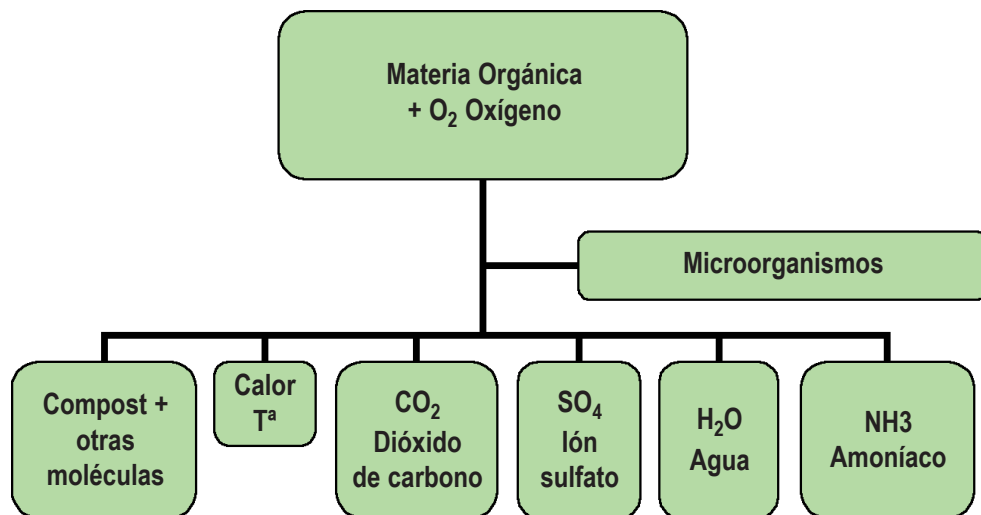 Materia Orgánica
+ O₂ Oxígeno
Microorganismos
Compost +
otras
moléculas
Calor
Tª
CO₂
Dióxido
de carbono
SO₄
Ión
sulfato
H₂O
Agua
NH3
Amoníaco